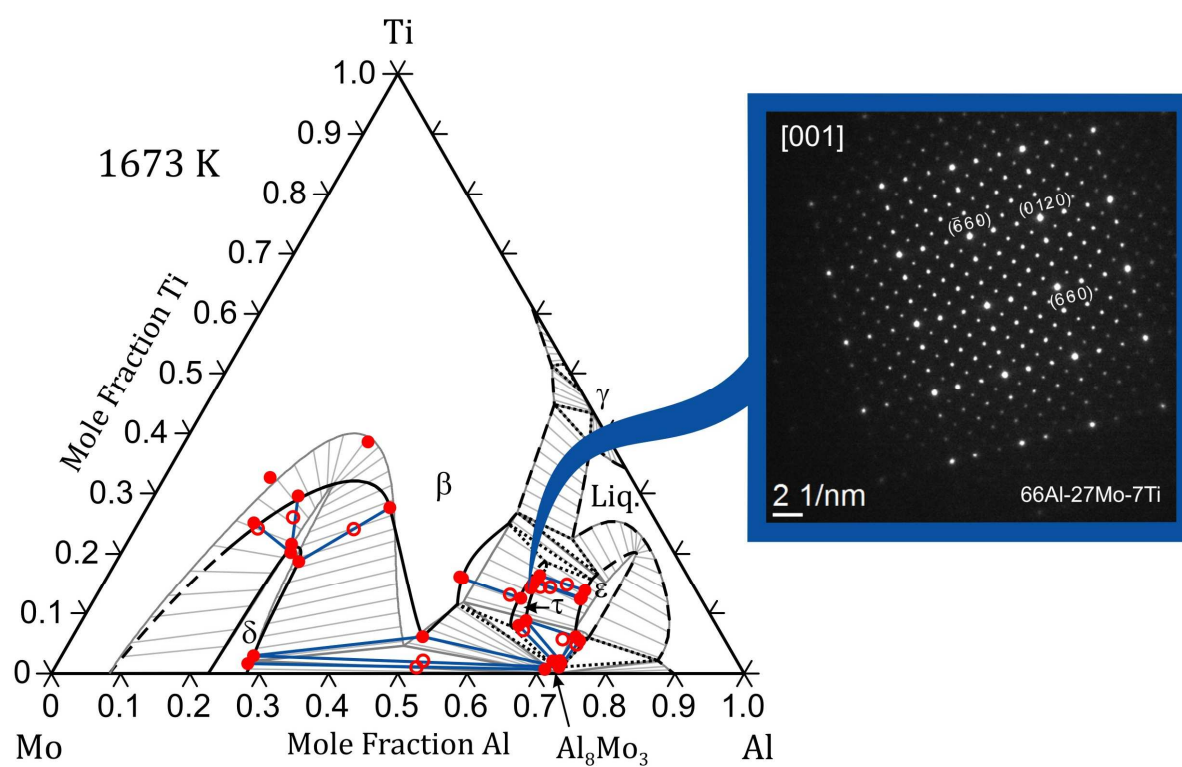 Ti
1673 K
1.0
0.9
0.8
0.7
0.6
0.5
0.4
0.3
0.2
0.1
0
Mole Fraction Ti
β
γ
Liq.
ε
τ
δ
0 0.1 0.2 0.3 0.4 0.5 0.6 0.7 0.8 0.9 1.0
Mo
Mole Fraction Al
Al₈Mo₃
Al
[001]
(6̄60)
(0120)
(660)
2 1/nm
66Al-27Mo-7Ti